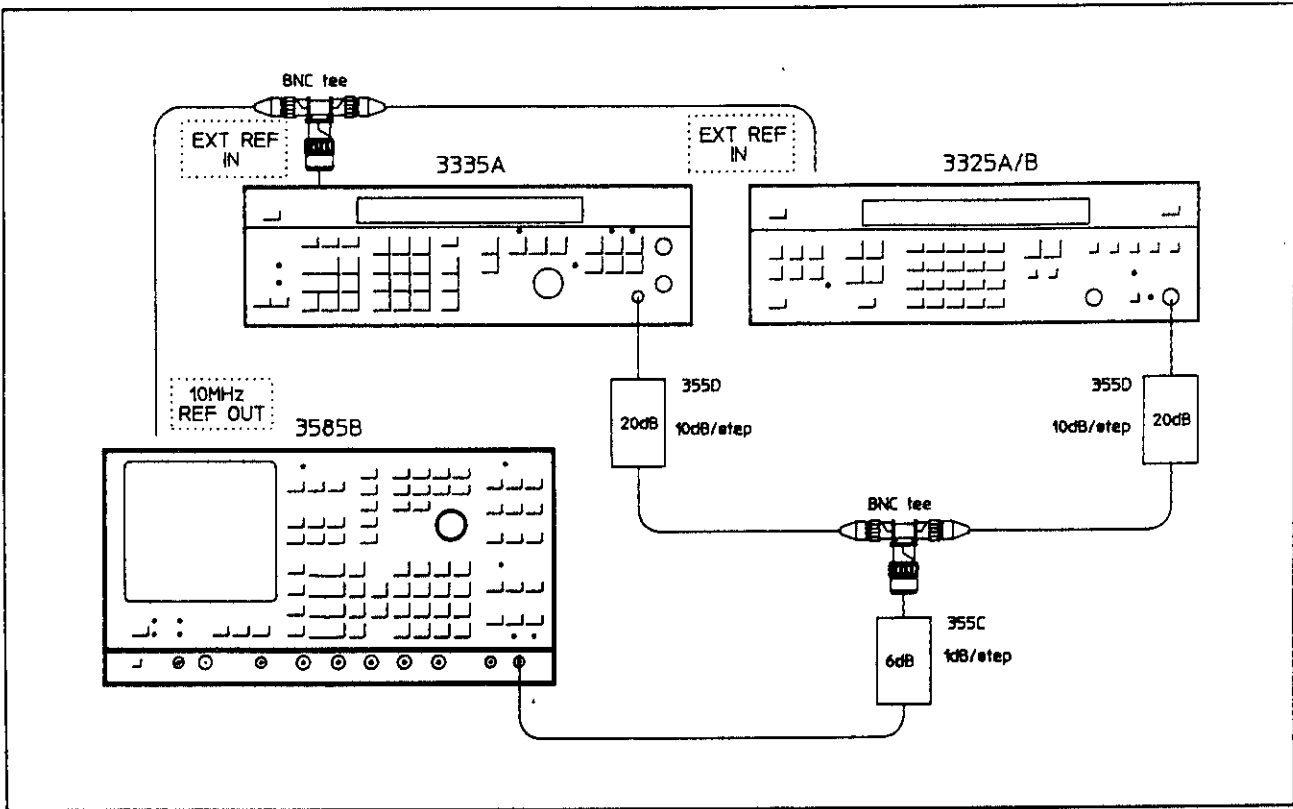 BNC tee
EXT REF
IN
EXT REF
IN
3335A
3325A/B
10MHz
REF OUT
3585B
20dB
355D
10dB/step
355D
10dB/step
20dB
BNC tee
6dB
355C
1dB/step